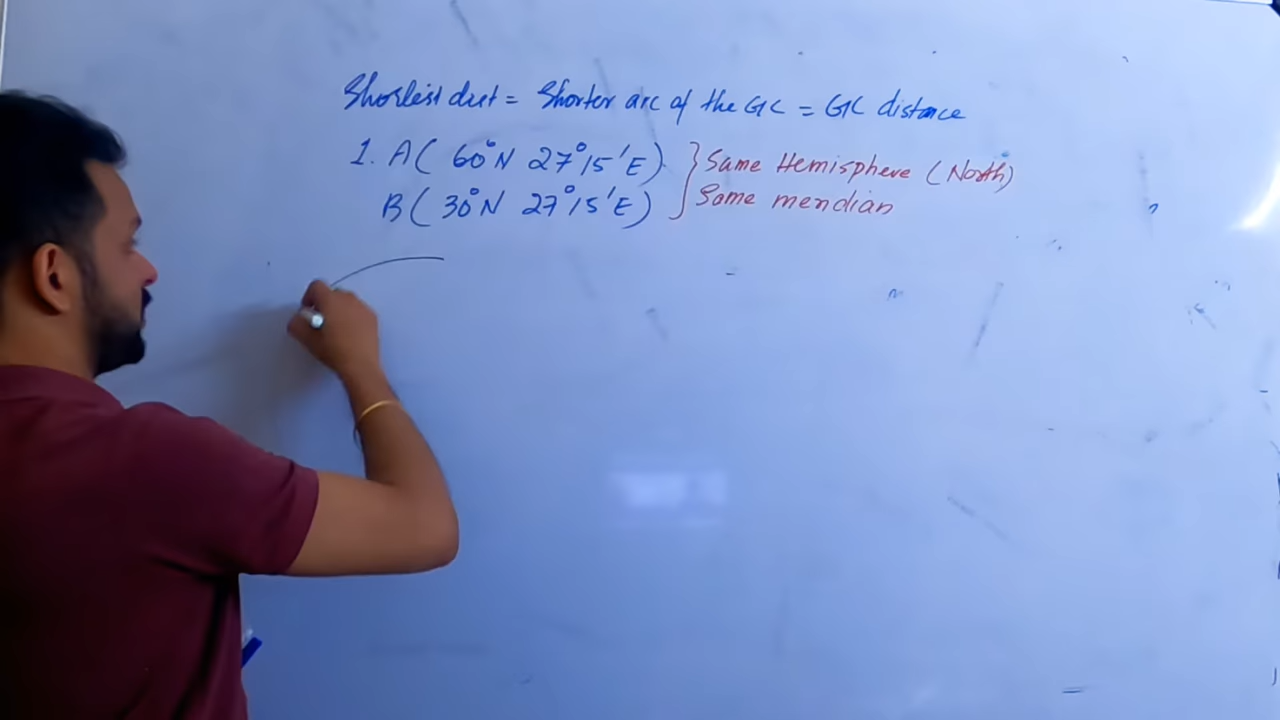 Shortest dist = Shorter arc of the GC = GC distance
1. A ( 60°N 27°15'E) } Same Hemisphere (North)
B ( 30°N 27°15'E) Same meridian